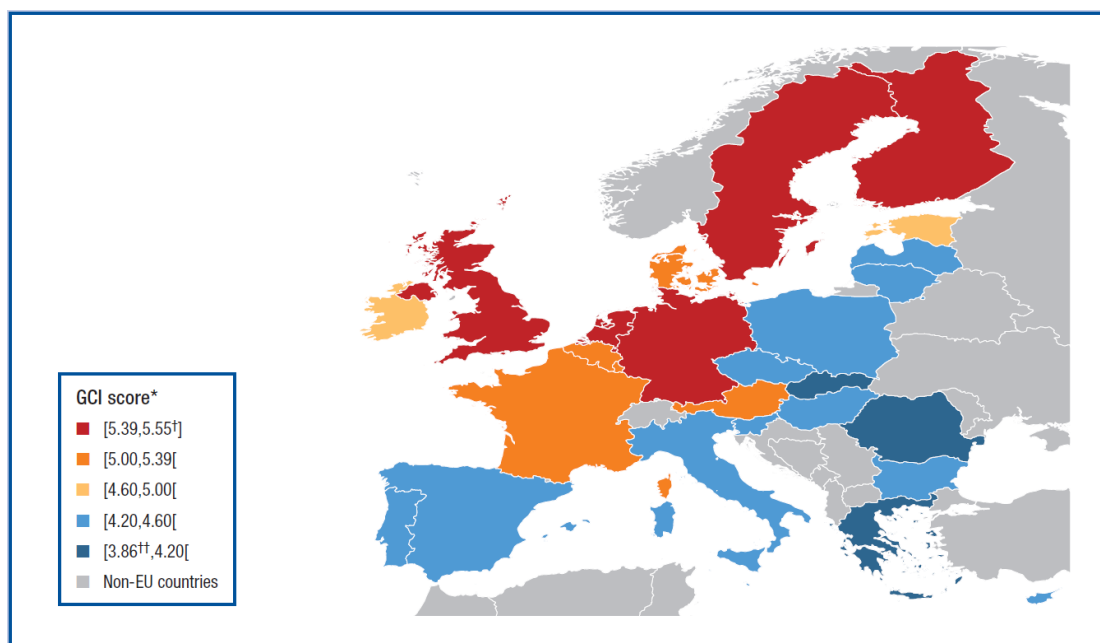 GCI score*
[5.39,5.55†]
[5.00,5.39[
[4.60,5.00[
[4.20,4.60[
[3.86††,4.20[
Non-EU countries